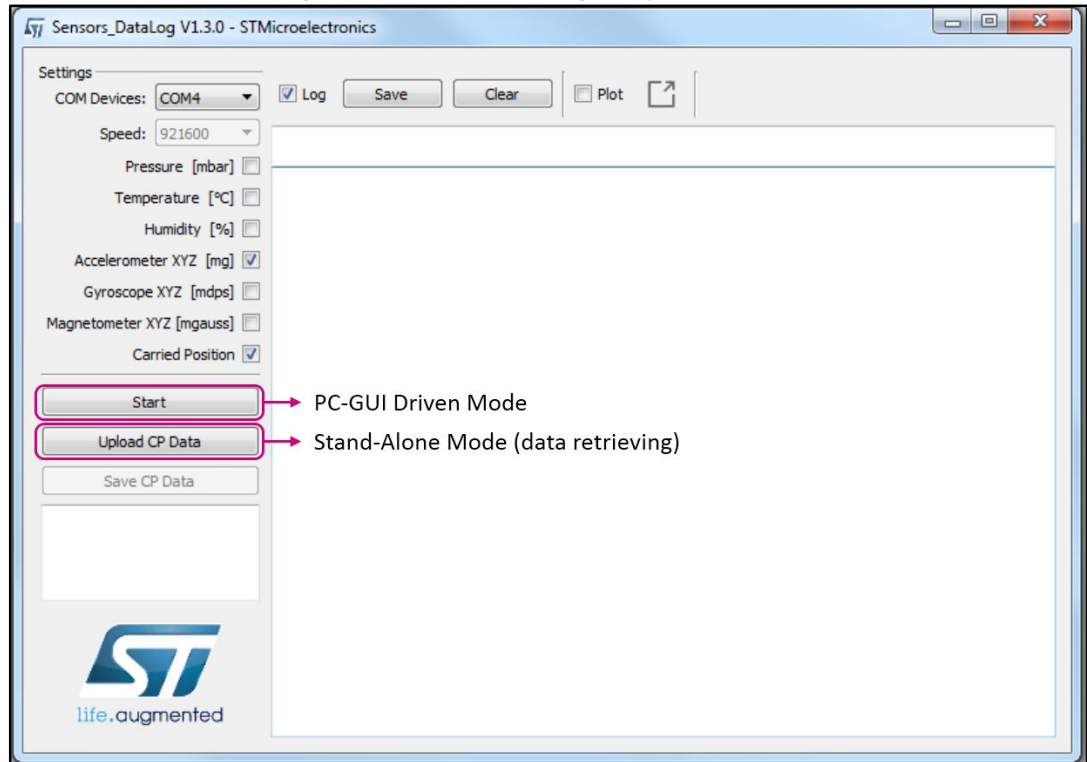 Sensors_DataLog V1.3.0 - STMicroelectronics
Settings
COM Devices: COM4
Log Save Clear Plot
Speed: 921600
Pressure [mbar]
Temperature [°C]
Humidity [%]
Accelerometer XYZ [mg]
Gyroscope XYZ [mdps]
Magnetometer XYZ [mgauss]
Carried Position
Start PC-GUI Driven Mode
Upload CP Data Stand-Alone Mode (data retrieving)
Save CP Data
ST
life.augmented